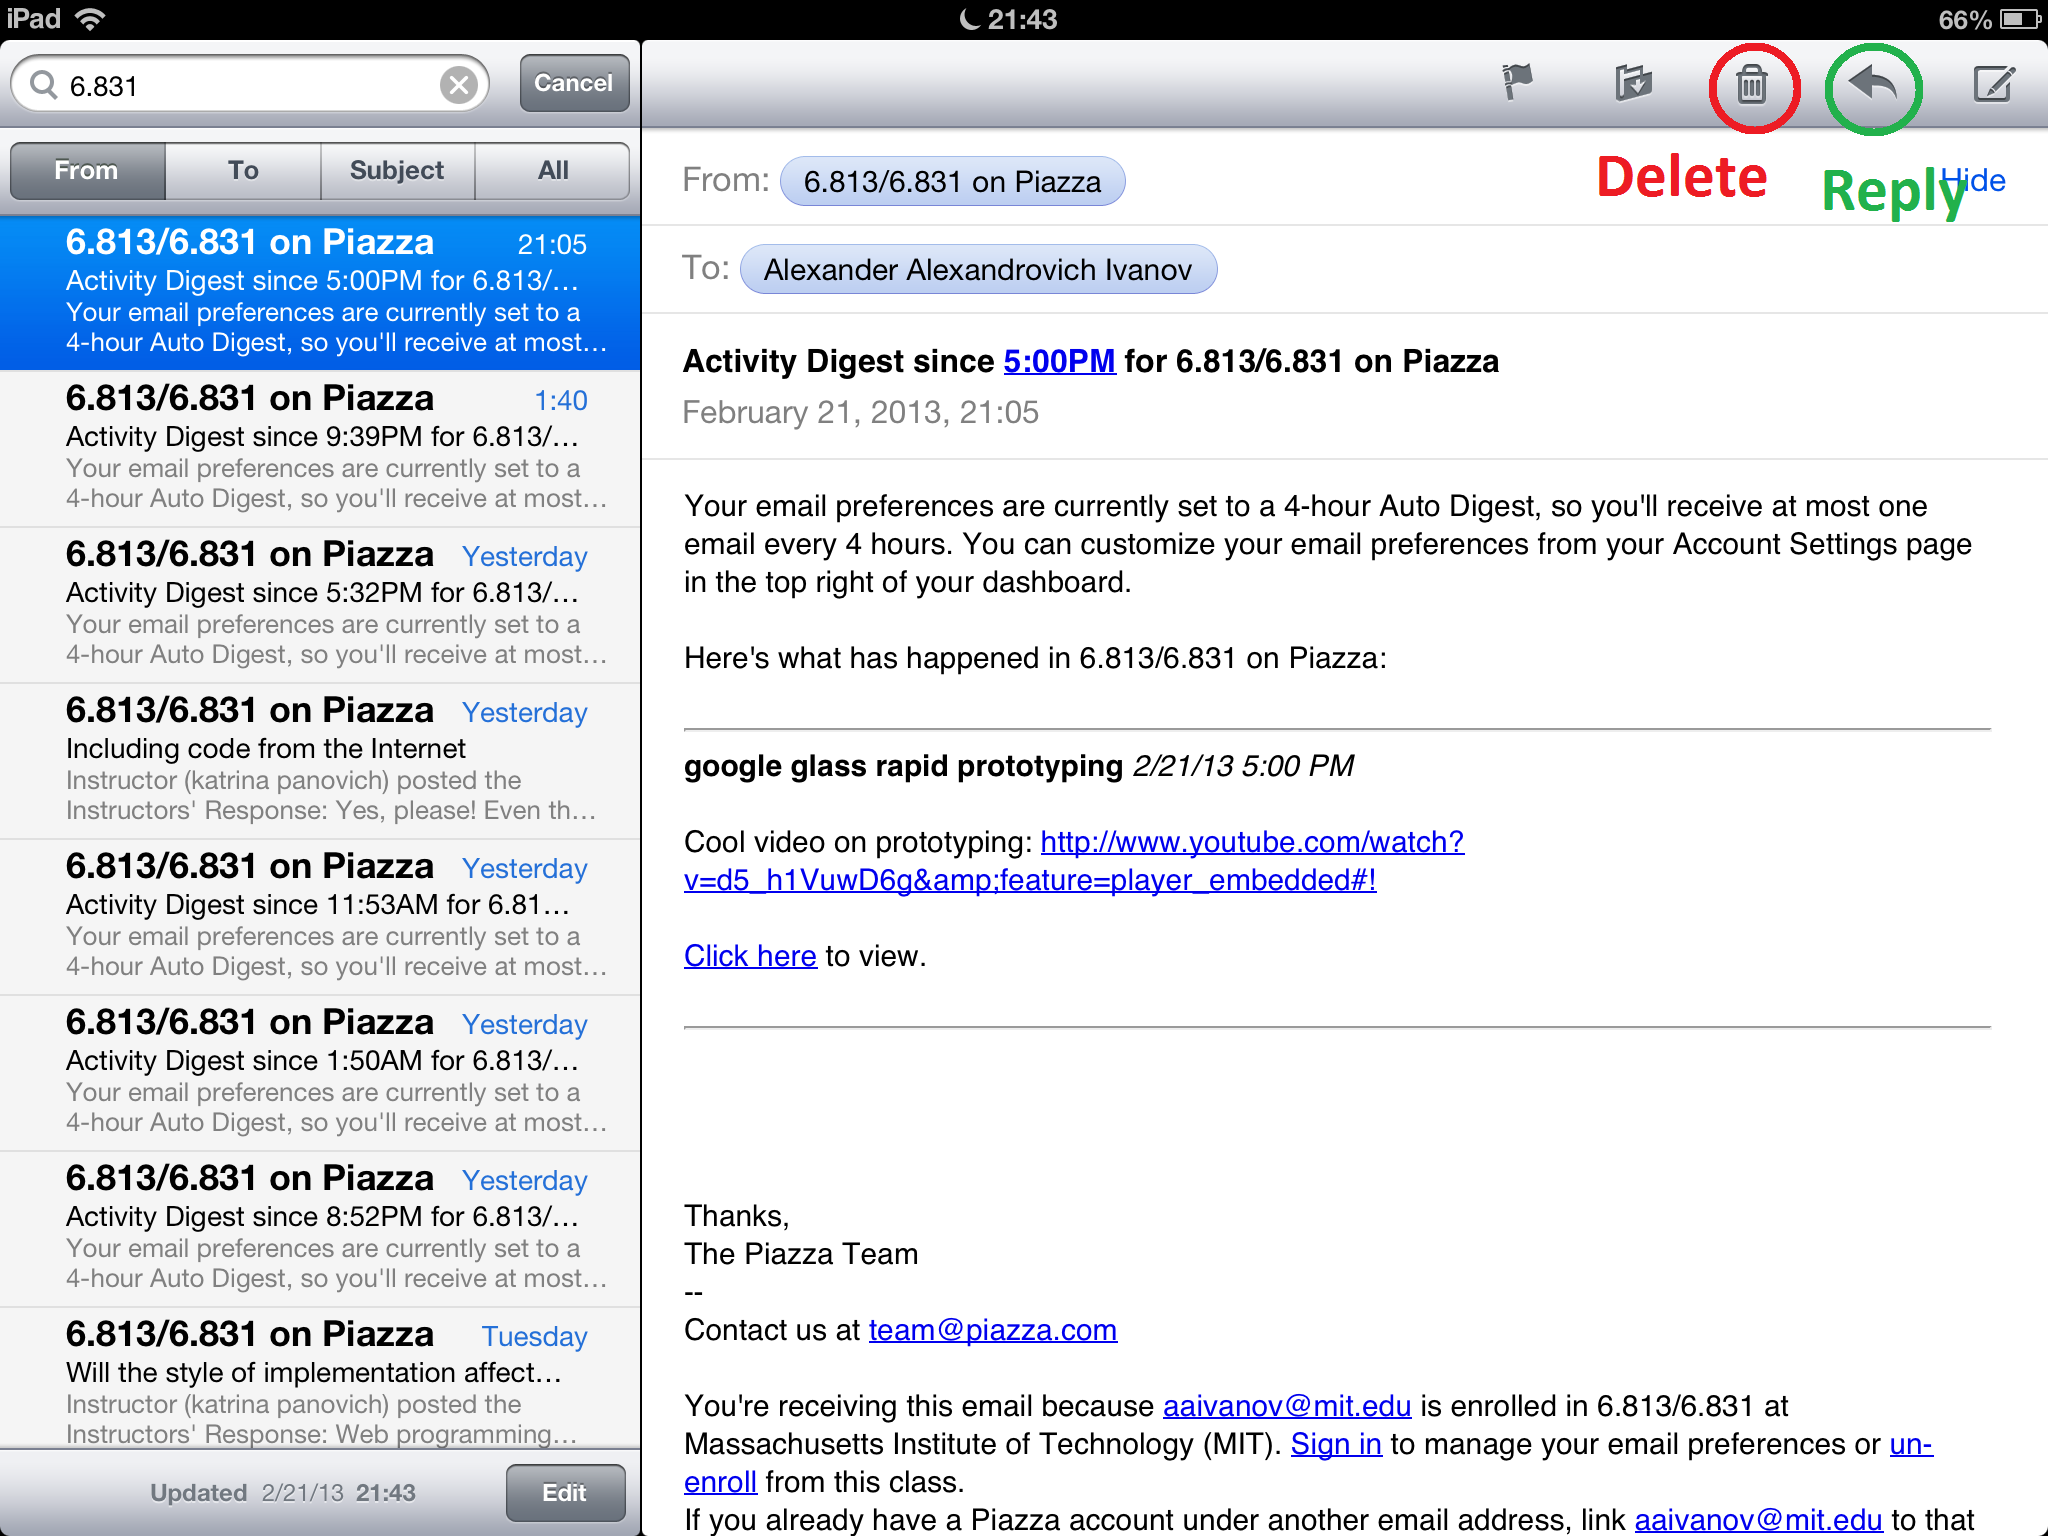 iPad 21:43 66%
6.831 Cancel
From To Subject All
6.813/6.831 on Piazza 21:05
Activity Digest since 5:00PM for 6.813/...
Your email preferences are currently set to a
4-hour Auto Digest, so you'll receive at most...
6.813/6.831 on Piazza 1:40
Activity Digest since 9:39PM for 6.813/...
Your email preferences are currently set to a
4-hour Auto Digest, so you'll receive at most...
6.813/6.831 on Piazza Yesterday
Activity Digest since 5:32PM for 6.813/...
Your email preferences are currently set to a
4-hour Auto Digest, so you'll receive at most...
6.813/6.831 on Piazza Yesterday
Including code from the Internet
Instructor (katrina panovich) posted the
Instructors' Response: Yes, please! Even th...
6.813/6.831 on Piazza Yesterday
Activity Digest since 11:53AM for 6.81...
Your email preferences are currently set to a
4-hour Auto Digest, so you'll receive at most...
6.813/6.831 on Piazza Yesterday
Activity Digest since 1:50AM for 6.813/...
Your email preferences are currently set to a
4-hour Auto Digest, so you'll receive at most...
6.813/6.831 on Piazza Yesterday
Activity Digest since 8:52PM for 6.813/...
Your email preferences are currently set to a
4-hour Auto Digest, so you'll receive at most...
6.813/6.831 on Piazza Tuesday
Will the style of implementation affect...
Instructor (katrina panovich) posted the
Instructors' Response: Web programming...
Updated 2/21/13 21:43 Edit
From: 6.813/6.831 on Piazza Delete Reply Hide
To: Alexander Alexandrovich Ivanov
Activity Digest since 5:00PM for 6.813/6.831 on Piazza
February 21, 2013, 21:05
Your email preferences are currently set to a 4-hour Auto Digest, so you'll receive at most one
email every 4 hours. You can customize your email preferences from your Account Settings page
in the top right of your dashboard.
Here's what has happened in 6.813/6.831 on Piazza:
google glass rapid prototyping 2/21/13 5:00 PM
Cool video on prototyping: http://www.youtube.com/watch?
v=d5_h1VuwD6g&amp;feature=player_embedded#!
Click here to view.
Thanks,
The Piazza Team
--
Contact us at team@piazza.com
You're receiving this email because aaivanov@mit.edu is enrolled in 6.813/6.831 at
Massachusetts Institute of Technology (MIT). Sign in to manage your email preferences or un-
enroll from this class.
If you already have a Piazza account under another email address, link aaivanov@mit.edu to that